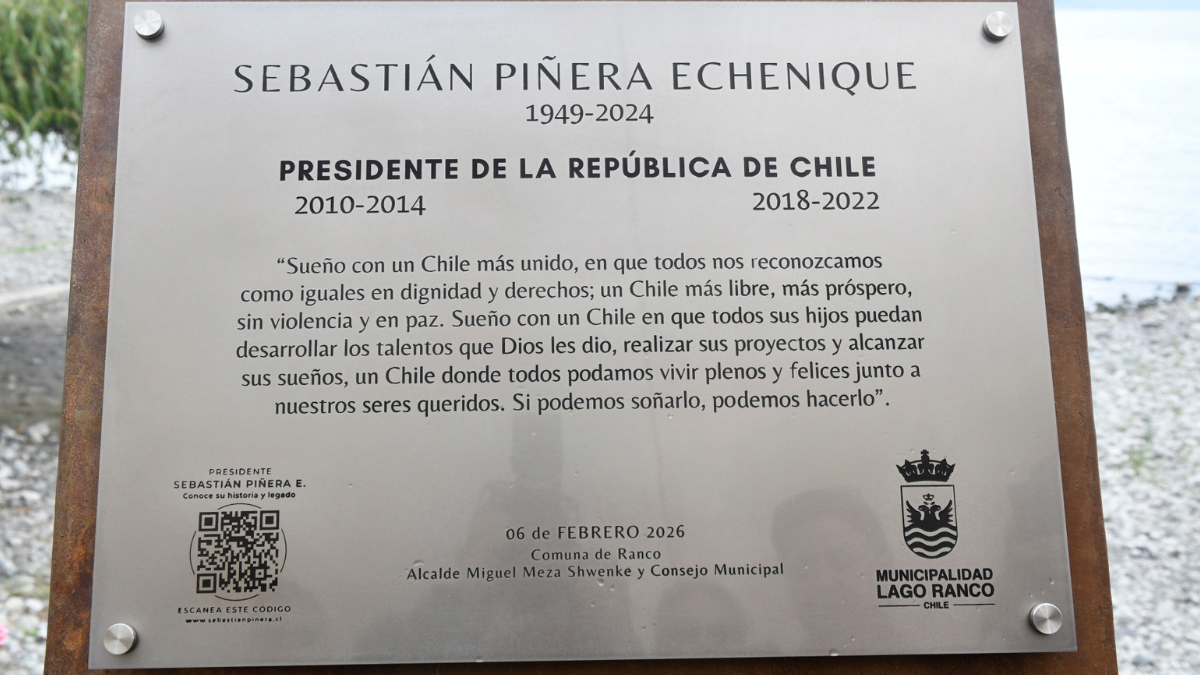 SEBASTIÁN PIÑERA ECHENIQUE
1949-2024
PRESIDENTE DE LA REPÚBLICA DE CHILE
2010-2014 2018-2022
“Sueño con un Chile más unido, en que todos nos reconozcamos
como iguales en dignidad y derechos; un Chile más libre, más próspero,
sin violencia y en paz. Sueño con un Chile en que todos sus hijos puedan
desarrollar los talentos que Dios les dio, realizar sus proyectos y alcanzar
sus sueños, un Chile donde todos podamos vivir plenos y felices junto a
nuestros seres queridos. Si podemos soñarlo, podemos hacerlo”.
PRESIDENTE
SEBASTIÁN PIÑERA E.
Conoce su historia y legado
ESCANEA ESTE CÓDIGO
www.sebastianpinera.cl
06 de FEBRERO 2026
Comuna de Ranco
Alcalde Miguel Meza Shwenke y Consejo Municipal
MUNICIPALIDAD
LAGO RANCO
CHILE